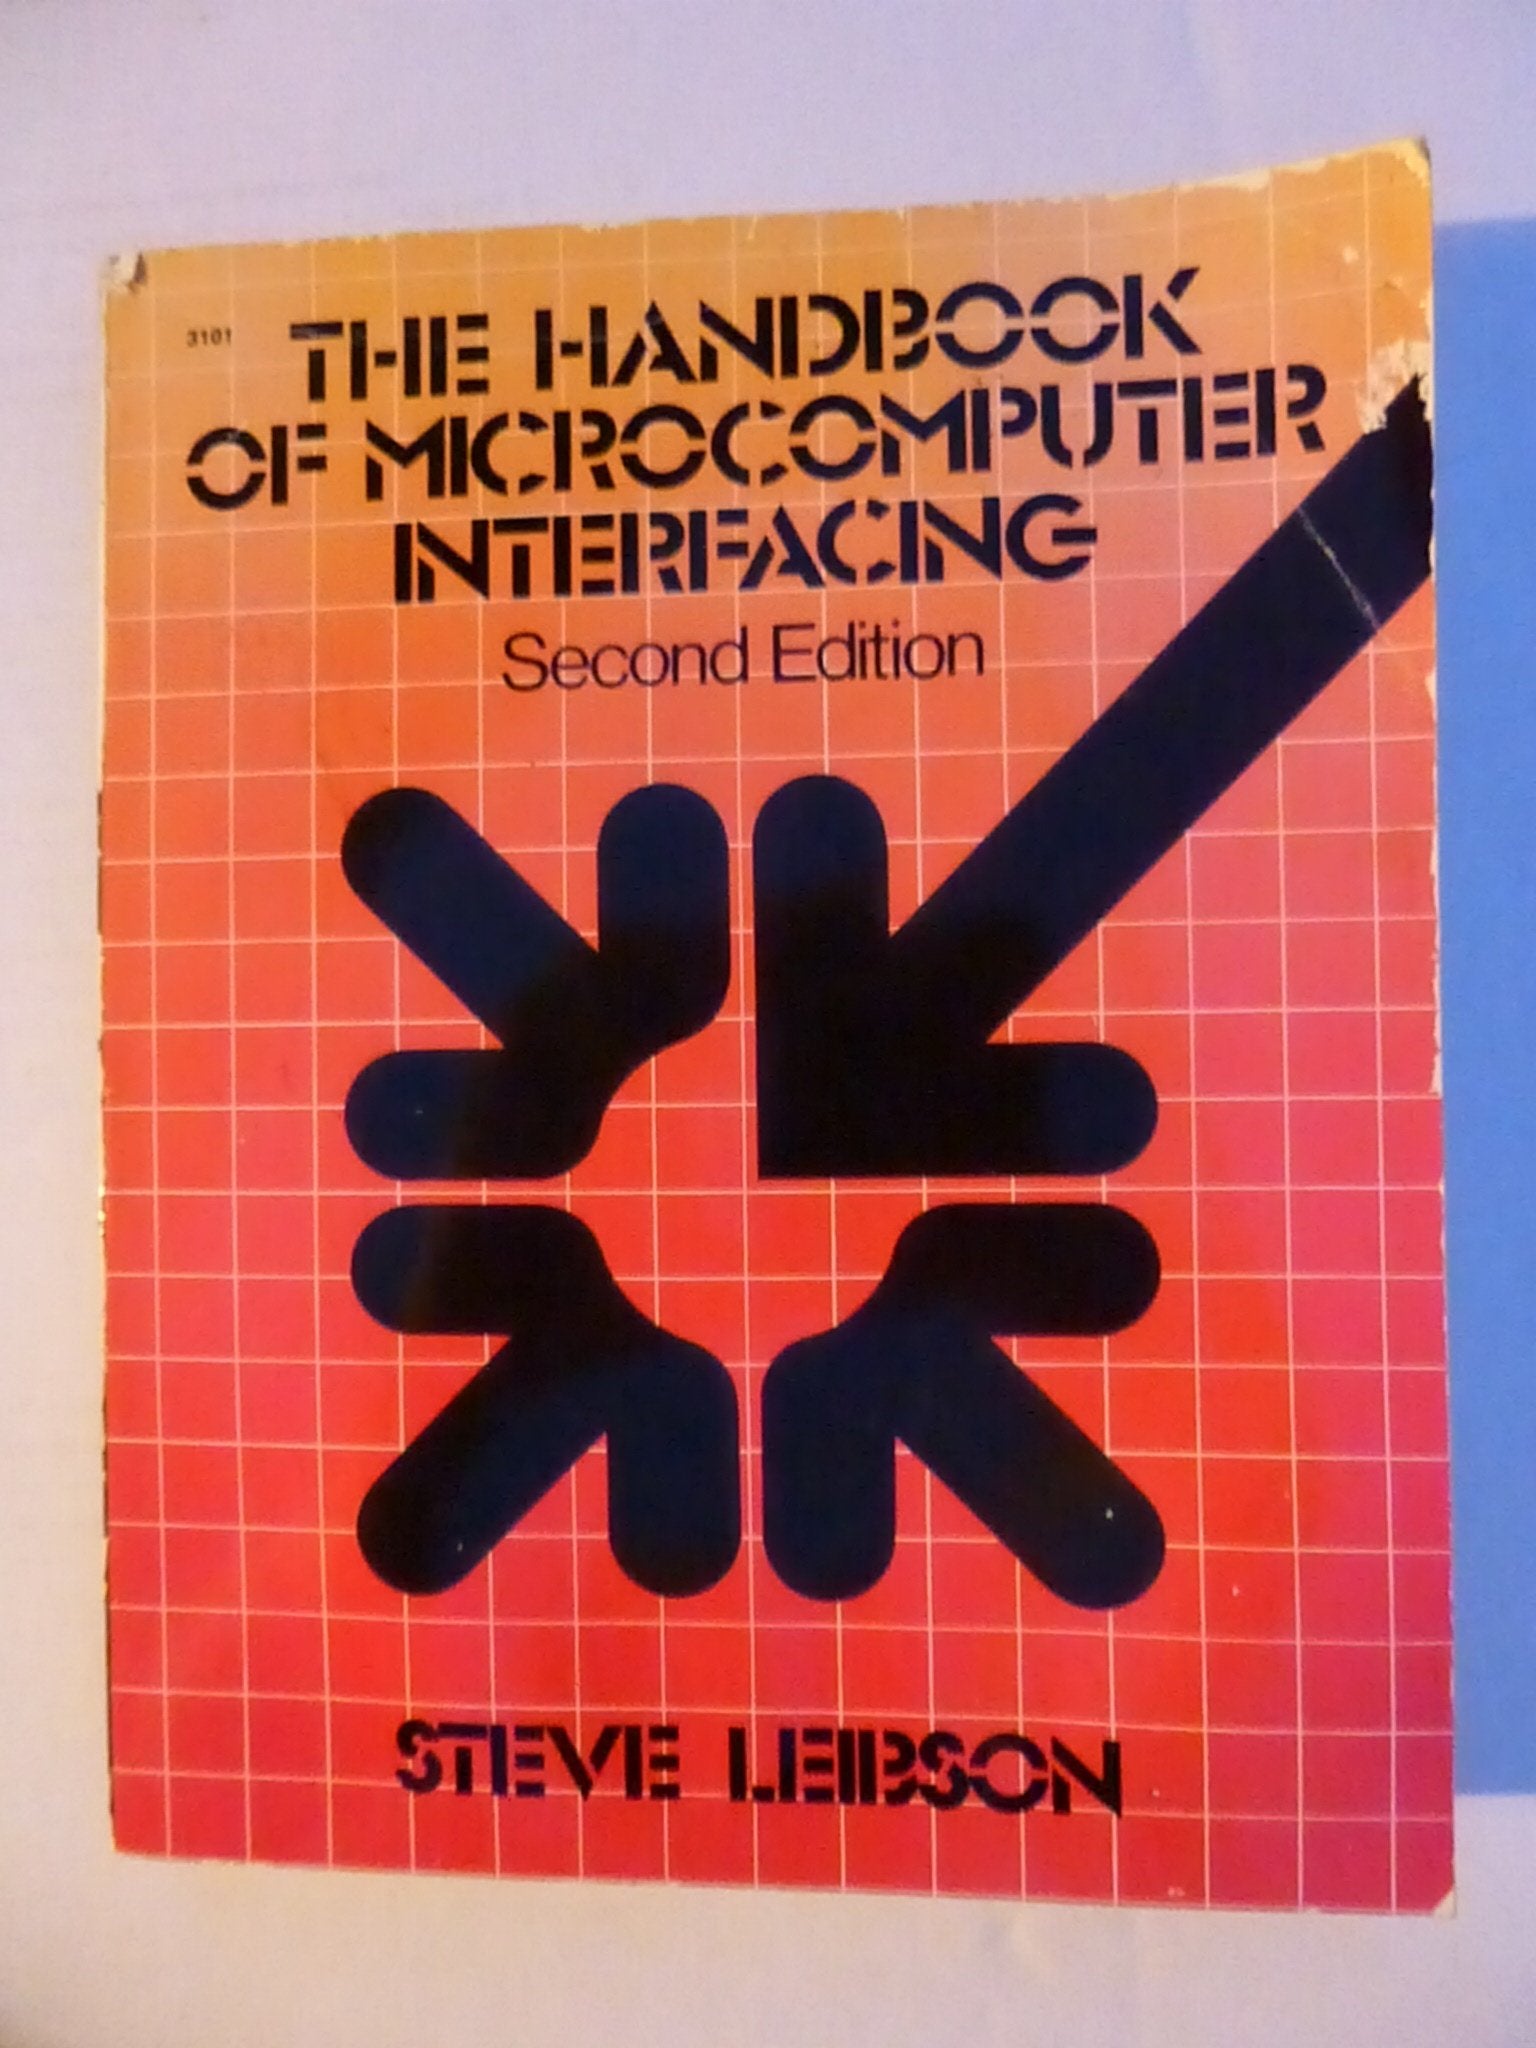 3101
THE HANDBOOK
OF MICROCOMPUTER
INTERFACING
Second Edition
STEVE LEIBSON